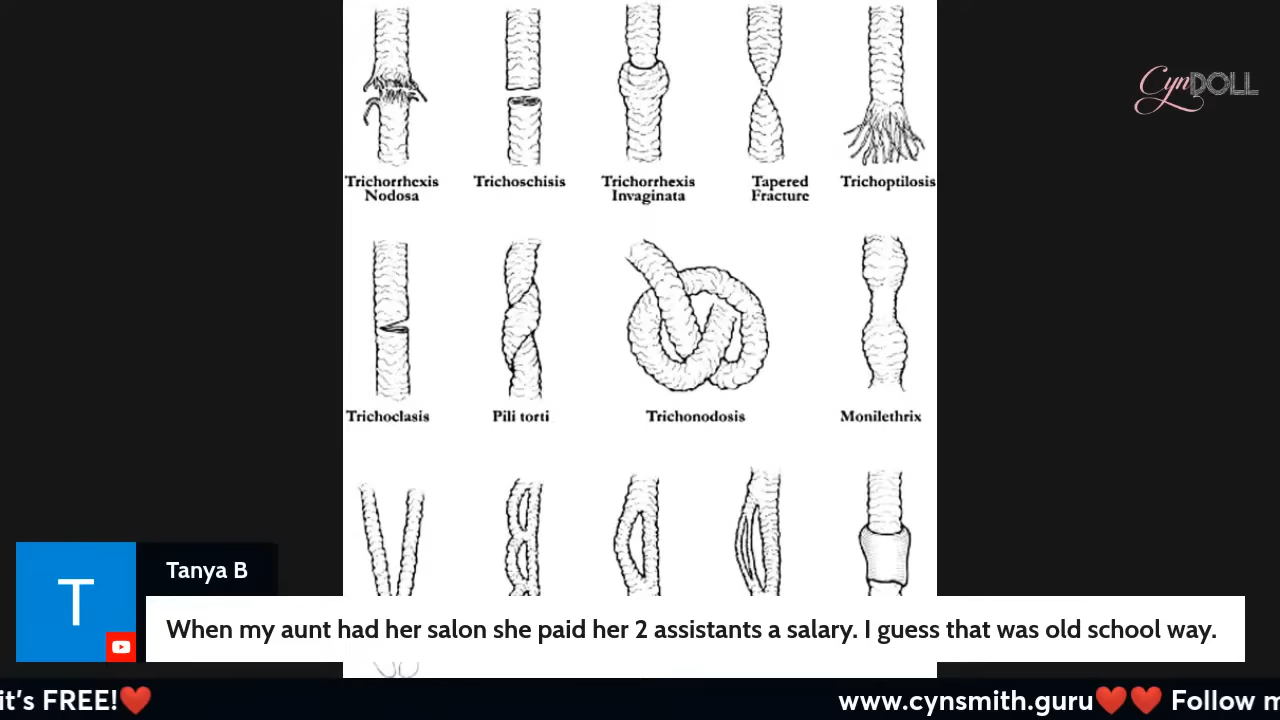 CynDOLL
Trichorrhexis Nodosa
Trichoschisis
Trichorrhexis Invaginata
Tapered Fracture
Trichoptilosis
Trichoclasis
Pili torti
Trichonodosis
Monilethrix
T
Tanya B
When my aunt had her salon she paid her 2 assistants a salary. I guess that was old school way.
it's FREE!❤️
www.cynsmith.guru❤️❤️ Follow m